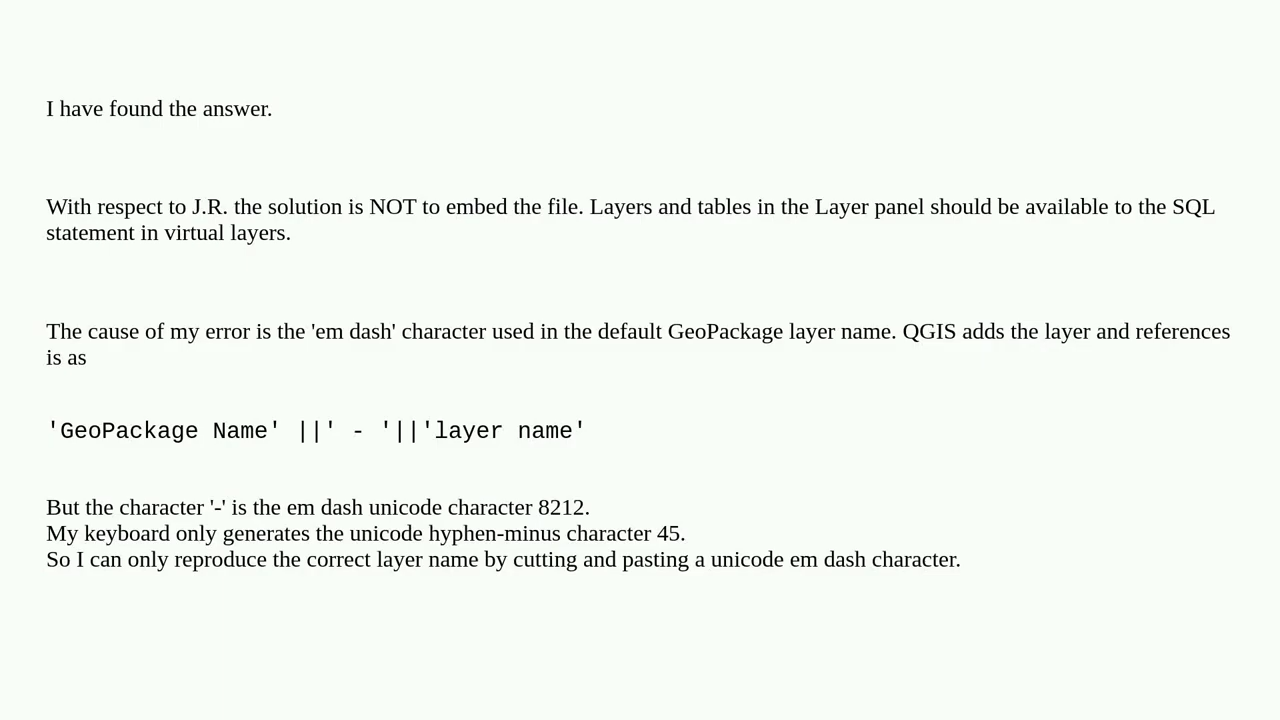 I have found the answer.
With respect to J.R. the solution is NOT to embed the file. Layers and tables in the Layer panel should be available to the SQL
statement in virtual layers.
The cause of my error is the 'em dash' character used in the default GeoPackage layer name. QGIS adds the layer and references
is as
'GeoPackage Name' ||' - '||'layer name'
But the character '-' is the em dash unicode character 8212.
My keyboard only generates the unicode hyphen-minus character 45.
So I can only reproduce the correct layer name by cutting and pasting a unicode em dash character.